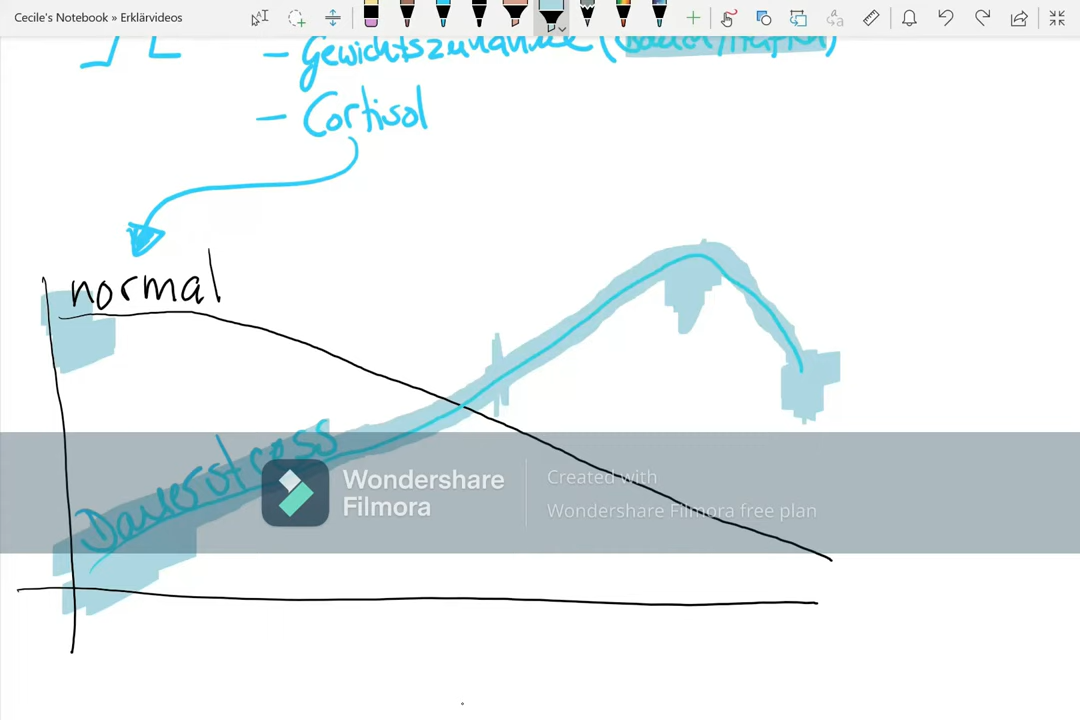 Cecile's Notebook » Erklärvideos
- Gewichtszunahme (
- Cortisol
normal
Dauerstress
Wondershare
Filmora
Created with
Wondershare Filmora free plan